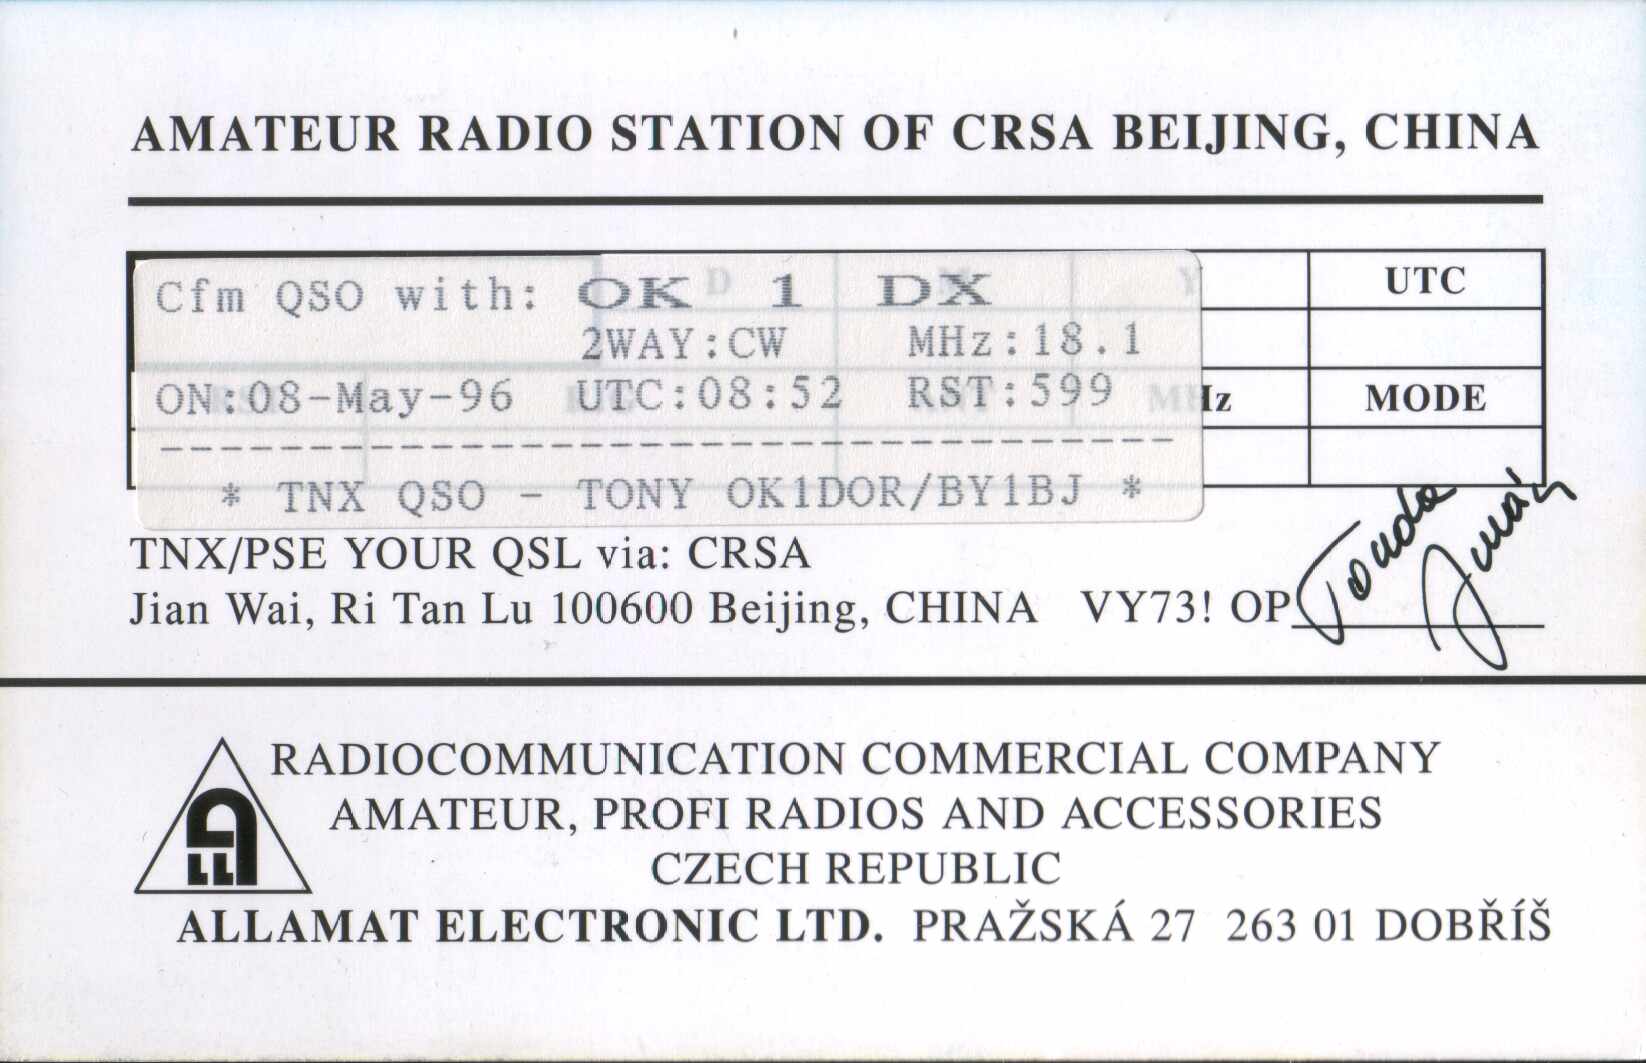 AMATEUR RADIO STATION OF CRSA BEIJING, CHINA
Cfm QSO with: OK 1 DX
D Y UTC
2WAY:CW MHz:18.1
ON:08-May-96 UTC:08:52 RST:599
MHz MODE
* TNX QSO - TONY OK1DOR/BY1BJ *
TNX/PSE YOUR QSL via: CRSA
Jian Wai, Ri Tan Lu 100600 Beijing, CHINA VY73! OP
RADIOCOMMUNICATION COMMERCIAL COMPANY
AMATEUR, PROFI RADIOS AND ACCESSORIES
CZECH REPUBLIC
ALLAMAT ELECTRONIC LTD. PRAŽSKÁ 27 263 01 DOBŘÍŠ